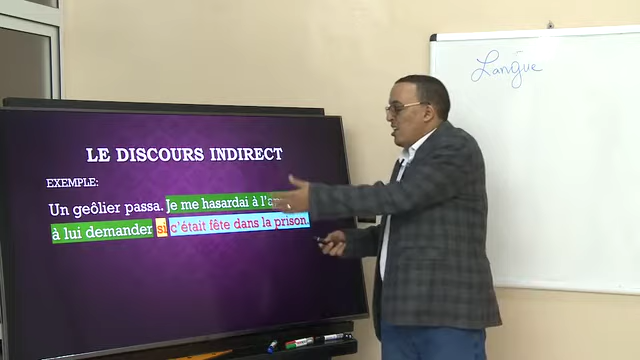 Langue
LE DISCOURS INDIRECT
EXEMPLE:
Un geôlier passa. Je me hasardai à
à lui demander si c'était fête dans la prison.